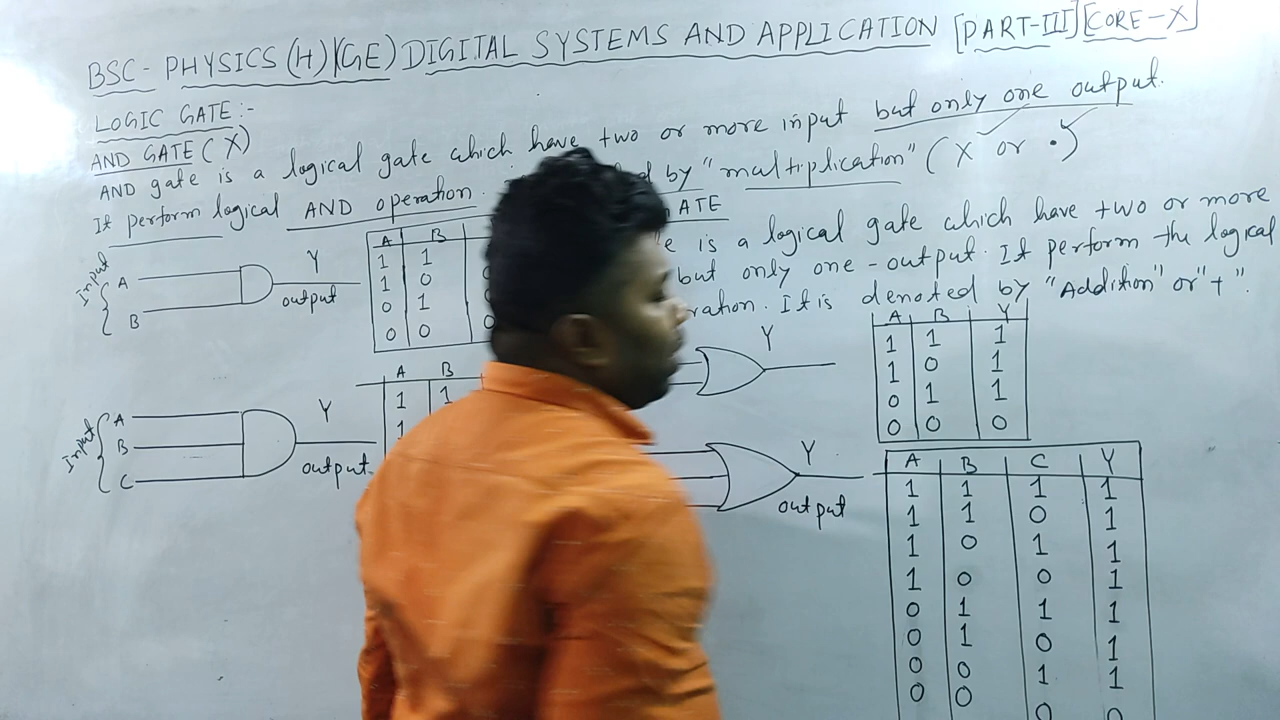 BSC- PHYSICS (H)(GE) DIGITAL SYSTEMS AND APPLICATION [PART-III][CORE-X]
LOGIC GATE:-
AND GATE (X)
AND gate is a logical gate which have two or more input but only one output.
It perform logical AND operation. by "multiplication" (X or .)
Input A B Y output
A B
1 1
1 0
0 1
0 0
Input A B C Y output
A B
1 1
1
ATE
is a logical gate which have two or more
but only one-output. It perform the logical
It is denoted by "Addition" or "+".
Y
A B Y
1 1 1
1 0 1
0 1 1
0 0 0
Y output
A B C Y
1 1 1 1
1 1 0 1
1 0 1 1
1 0 0 1
0 1 1 1
0 1 0 1
0 0 1 1
0 0 0 0